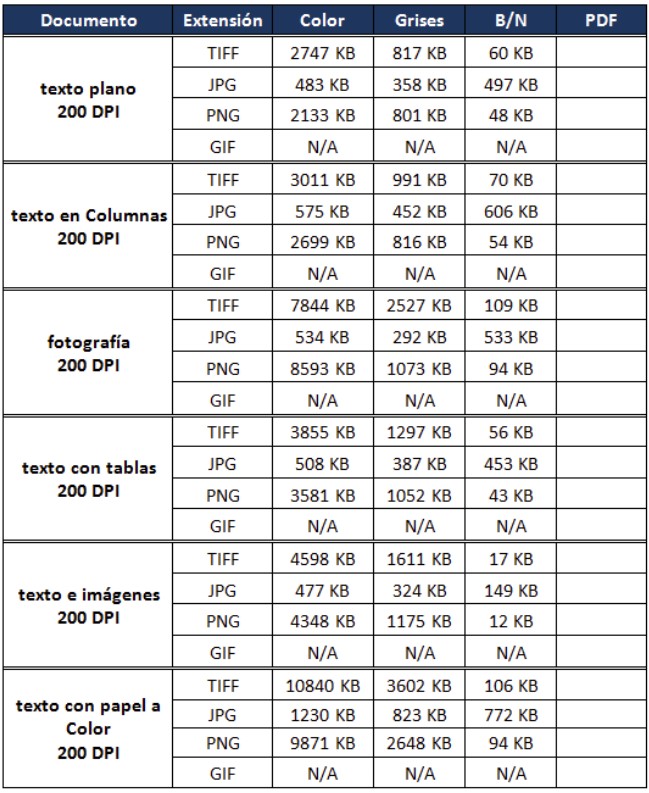 Documento Extensión Color Grises B/N PDF
texto plano
200 DPI
TIFF 2747 KB 817 KB 60 KB
JPG 483 KB 358 KB 497 KB
PNG 2133 KB 801 KB 48 KB
GIF N/A N/A N/A
texto en Columnas
200 DPI
TIFF 3011 KB 991 KB 70 KB
JPG 575 KB 452 KB 606 KB
PNG 2699 KB 816 KB 54 KB
GIF N/A N/A N/A
fotografía
200 DPI
TIFF 7844 KB 2527 KB 109 KB
JPG 534 KB 292 KB 533 KB
PNG 8593 KB 1073 KB 94 KB
GIF N/A N/A N/A
texto con tablas
200 DPI
TIFF 3855 KB 1297 KB 56 KB
JPG 508 KB 387 KB 453 KB
PNG 3581 KB 1052 KB 43 KB
GIF N/A N/A N/A
texto e imágenes
200 DPI
TIFF 4598 KB 1611 KB 17 KB
JPG 477 KB 324 KB 149 KB
PNG 4348 KB 1175 KB 12 KB
GIF N/A N/A N/A
texto con papel a
Color
200 DPI
TIFF 10840 KB 3602 KB 106 KB
JPG 1230 KB 823 KB 772 KB
PNG 9871 KB 2648 KB 94 KB
GIF N/A N/A N/A